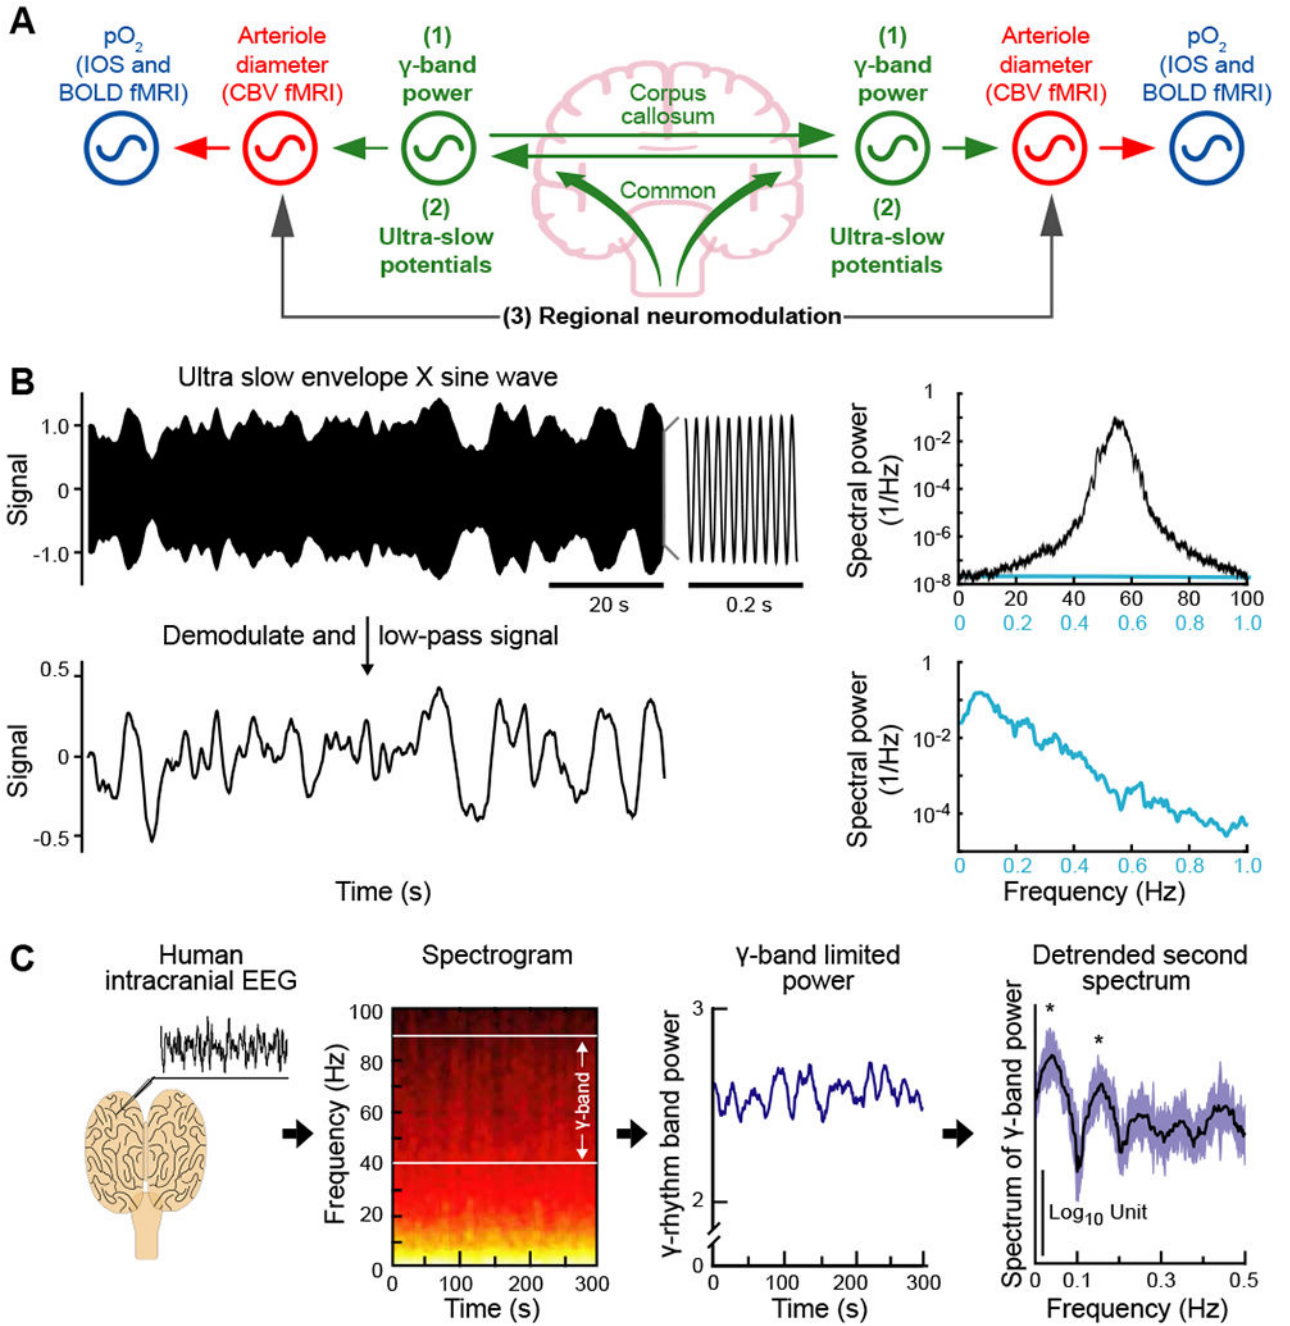 A
pO2
(IOS and
BOLD fMRI)
Arteriole
diameter
(CBV fMRI)
(1)
γ-band
power
Corpus
callosum
Common
(1)
γ-band
power
Arteriole
diameter
(CBV fMRI)
pO2
(IOS and
BOLD fMRI)
(2)
Ultra-slow
potentials
(2)
Ultra-slow
potentials
(3) Regional neuromodulation
B
Ultra slow envelope X sine wave
Signal
1.0
0
-1.0
20 s
0.2 s
Spectral power
(1/Hz)
1
10-2
10-4
10-6
10-8
0 20 40 60 80 100
0 0.2 0.4 0.6 0.8 1.0
Demodulate and low-pass signal
Signal
0.5
0
-0.5
Time (s)
Spectral power
(1/Hz)
1
10-2
10-4
0 0.2 0.4 0.6 0.8 1.0
Frequency (Hz)
C
Human
intracranial EEG
Spectrogram
Frequency (Hz)
100
80
60
40
20
0
γ-band
0 100 200 300
Time (s)
γ-band limited
power
γ-rhythm band power
3
2
0
0 100 200 300
Time (s)
Detrended second
spectrum
Spectrum of γ-band power
*
*
Log10 Unit
0 0.1 0.3 0.5
Frequency (Hz)